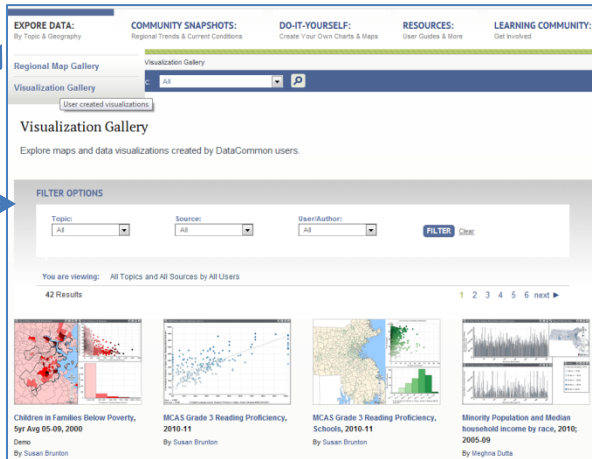 EXPORE DATA:
By Topic & Geography
COMMUNITY SNAPSHOTS:
Regional Trends & Current Conditions
DO-IT-YOURSELF:
Create Your Own Charts & Maps
RESOURCES:
User Guides & More
LEARNING COMMUNITY:
Get Involved
Regional Map Gallery
Visualization Gallery
User created visualizations.
Visualization Gallery
All
Visualization Gallery
Explore maps and data visualizations created by DataCommon users.
FILTER OPTIONS
Topic: Source: User/Author:
All All All FILTER Clear
You are viewing: All Topics and All Sources by All Users
42 Results 1 2 3 4 5 6 next ►
Children in Families Below Poverty,
5yr Avg 05-09, 2000
Demo
By Susan Brunton
MCAS Grade 3 Reading Proficiency,
2010-11
By Susan Brunton
MCAS Grade 3 Reading Proficiency,
Schools, 2010-11
By Susan Brunton
Minority Population and Median
household income by race, 2010;
2005-09
By Meghna Dutta